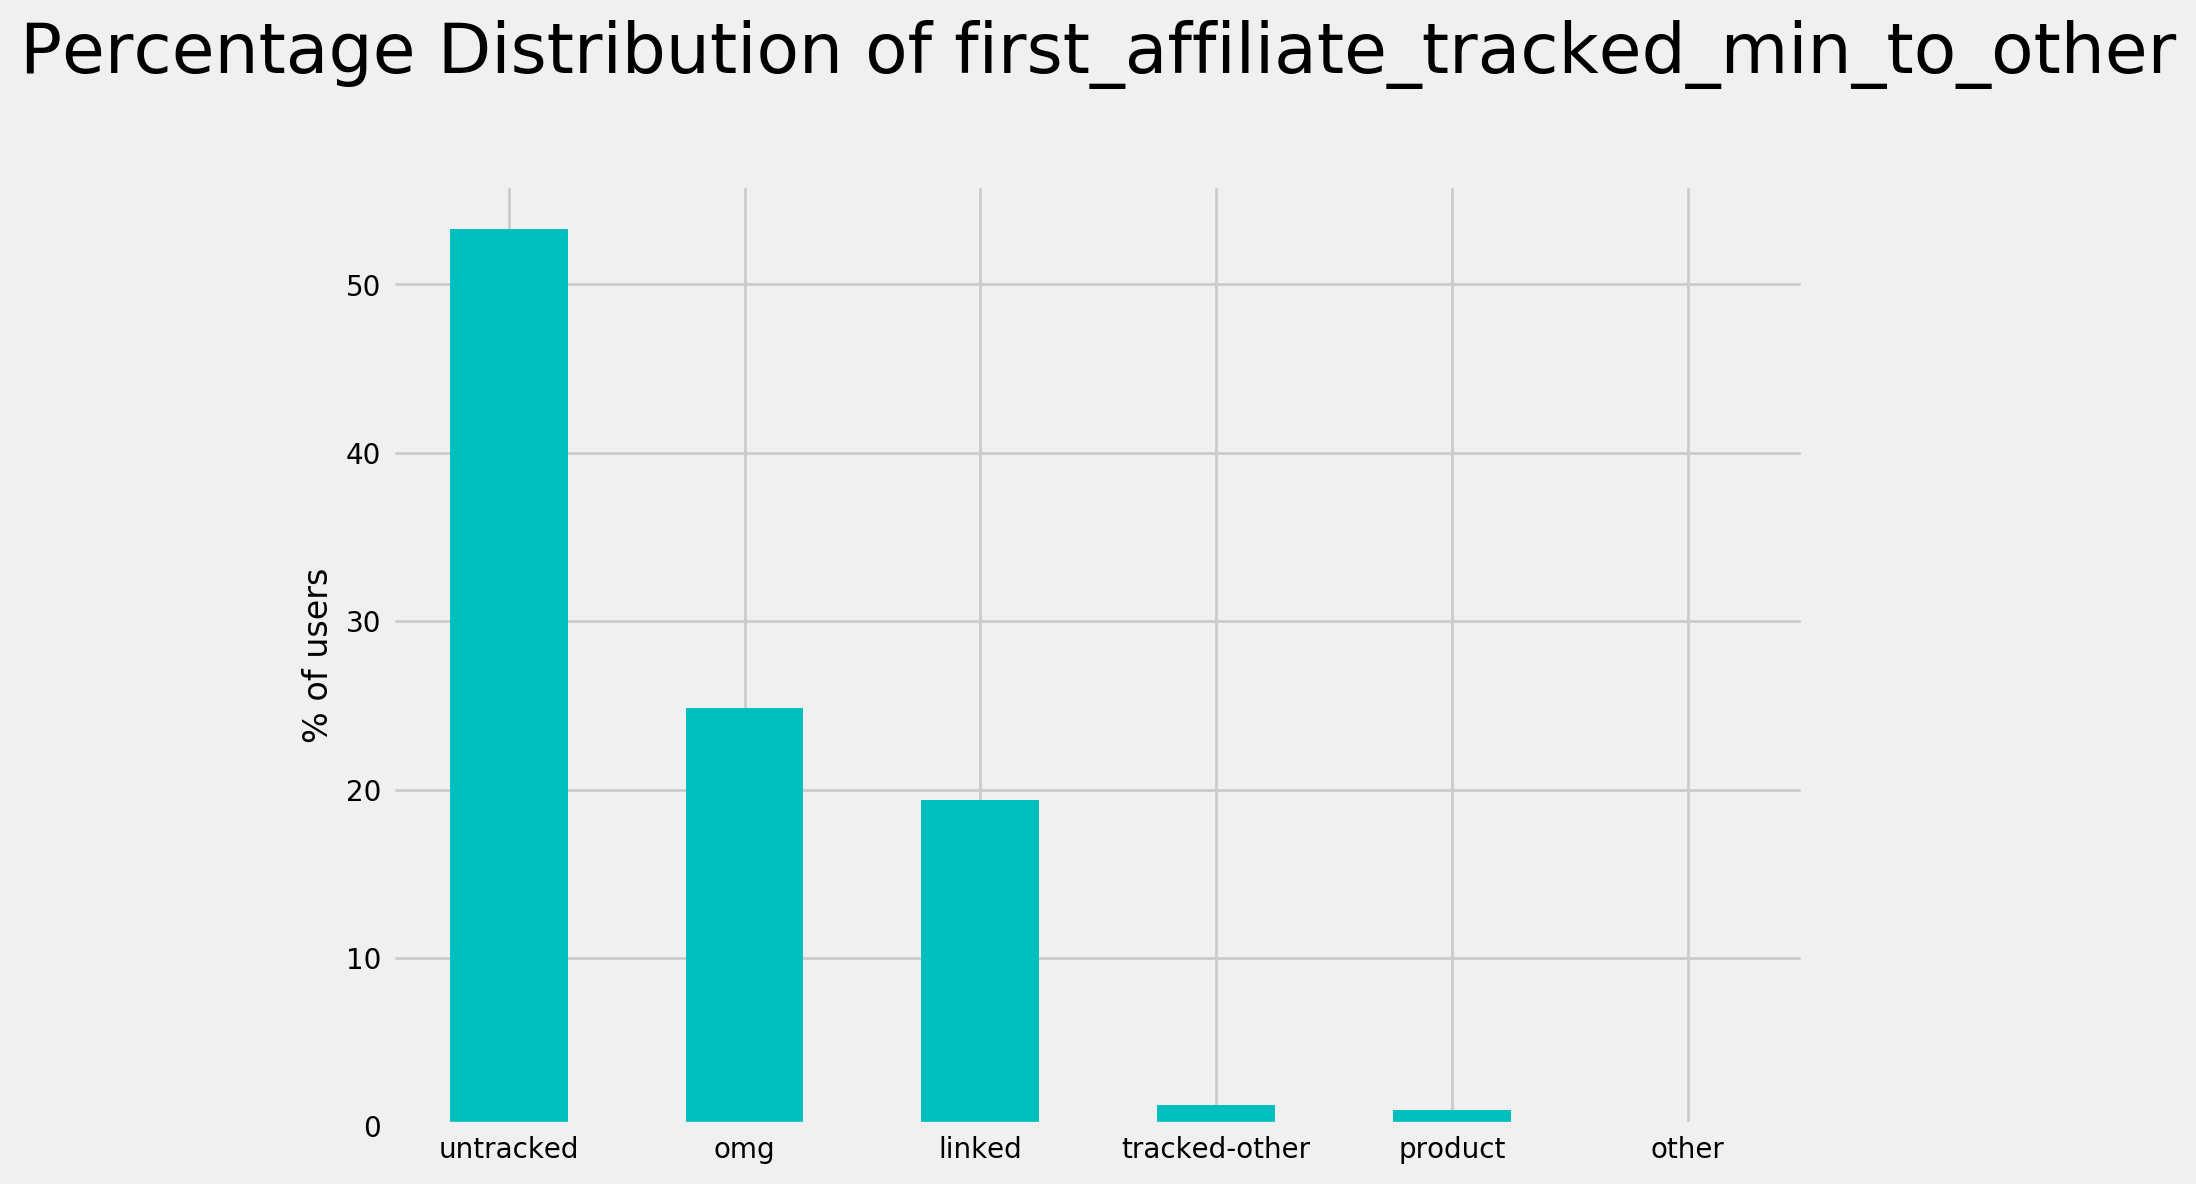 Percentage Distribution of first_affiliate_tracked_min_to_other
% of users
50
40
30
20
10
0
untracked omg linked tracked-other product other